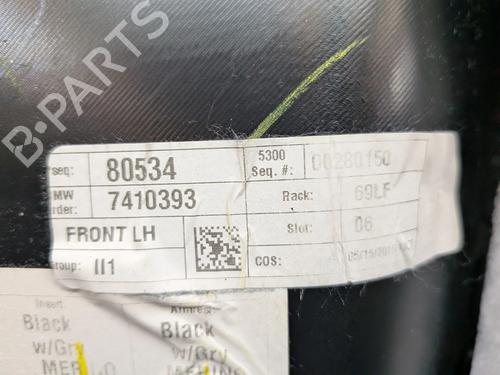 B-PARTS
seq: 80534
5300 Seq. #: 00280150
MW rder: 7410393
Rack: 69LF
FRONT LH
Slot: 06
roup: II1
COS:
Insert
Black
w/Gry
Armrest
Black
w/Gry